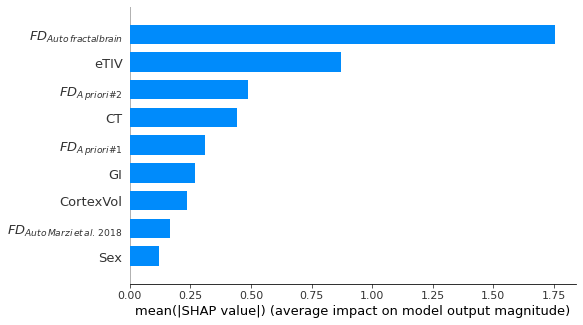 FD_Auto fractalbrain
eTIV
FD_A priori#2
CT
FD_A priori#1
GI
CortexVol
FD_Auto Marzi et al. 2018
Sex
0.00 0.25 0.50 0.75 1.00 1.25 1.50 1.75
mean(|SHAP value|) (average impact on model output magnitude)